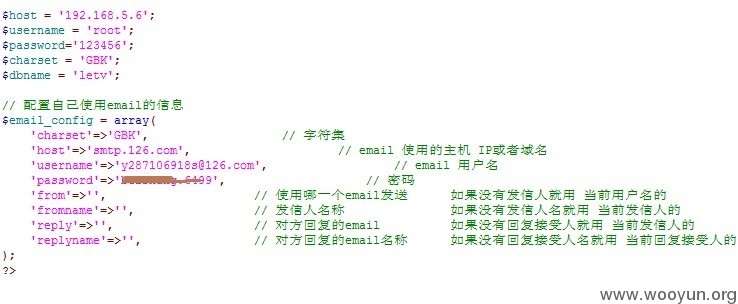 $host = '192.168.5.6';
$username = 'root';
$password='123456';
$charset = 'GBK';
$dbname = 'letv';
// 配置自己使用email的信息
$email_config = array(
'charset'=>'GBK', // 字符集
'host'=>'smtp.126.com', // email 使用的主机 IP或者域名
'username'=>'y287106918s@126.com', // email 用户名
'password'=>' ', // 密码
'from'=>'', // 使用哪一个email发送 如果没有发信人就用 当前用户名的
'fromname'=>'', // 发信人名称 如果没有发信人名就用 当前发信人的
'reply'=>'', // 对方回复的email 如果没有回复接受人就用 当前发信人的
'replyname'=>'', // 对方回复的email名称 如果没有回复接受人名就用 当前回复接受人的
);
?>
www.wooyun.org